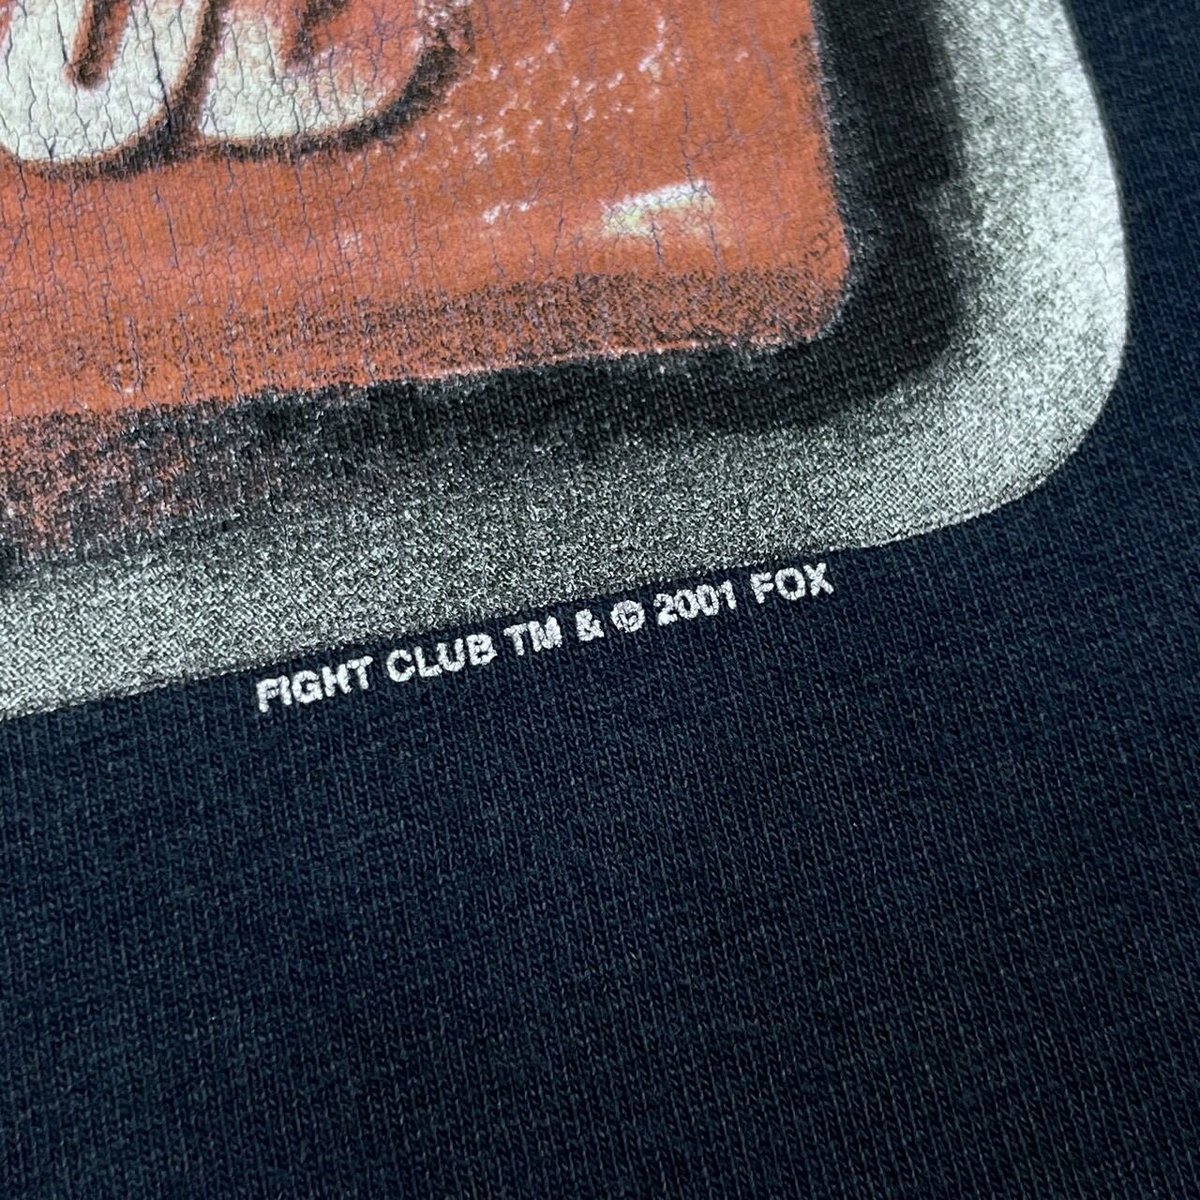 FIGHT CLUB TM & © 2001 FOX